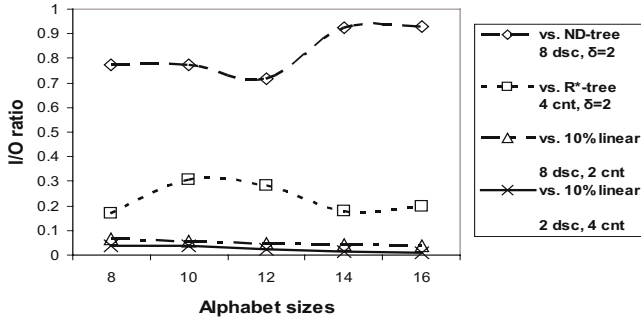 1
0.9
0.8
0.7
0.6
0.5
0.4
0.3
0.2
0.1
0
I/O ratio
8 10 12 14 16
Alphabet sizes
vs. ND-tree
8 dsc, δ=2
vs. R*-tree
4 cnt, δ=2
vs. 10% linear
8 dsc, 2 cnt
vs. 10% linear
2 dsc, 4 cnt